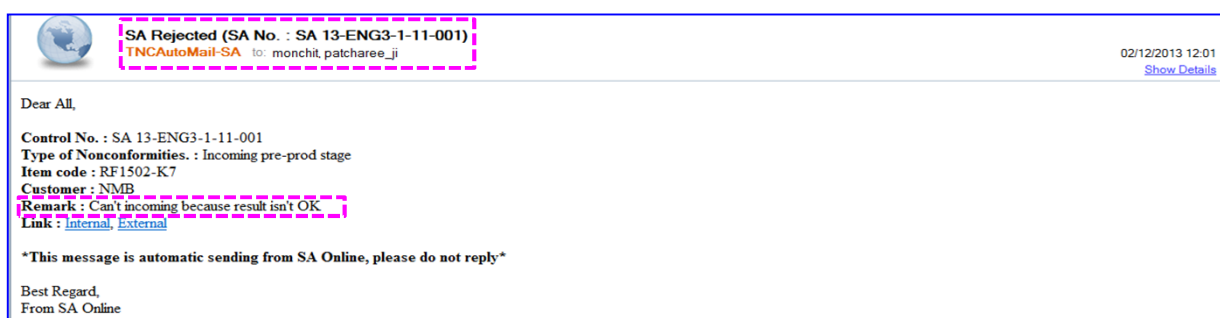 SA Rejected (SA No. : SA 13-ENG3-1-11-001)
TNCAutoMail-SA to: monchit, patcharee_ji
02/12/2013 12:01
Show Details
Dear All,
Control No. : SA 13-ENG3-1-11-001
Type of Nonconformities. : Incoming pre-prod stage
Item code : RF1502-K7
Customer : NMB
Remark : Can't incoming because result isn't OK
Link : Internal, External
*This message is automatic sending from SA Online, please do not reply*
Best Regard,
From SA Online